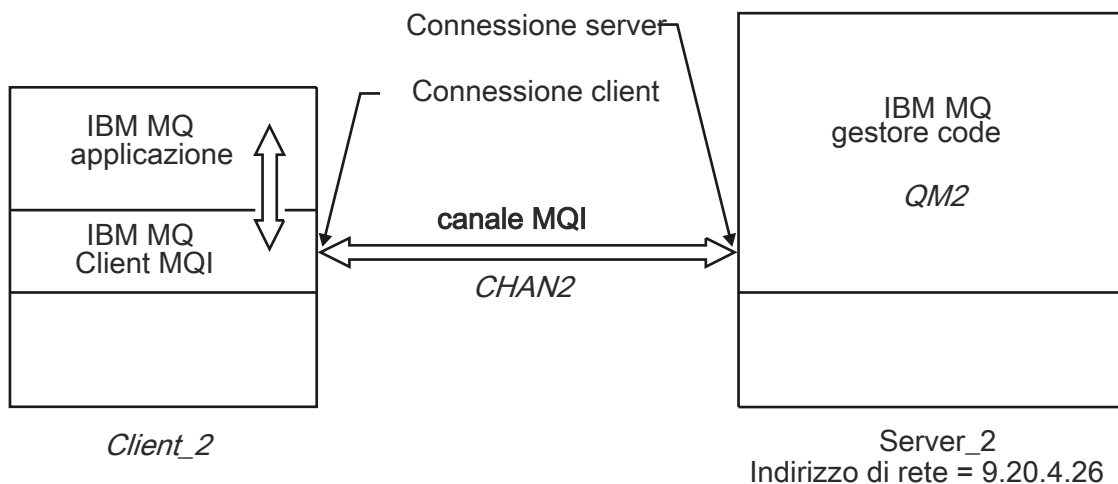 Connessione server
Connessione client
IBM MQ
applicazione
IBM MQ
Client MQI
canale MQI
CHAN2
IBM MQ
gestore code
QM2
Client_2
Server_2
Indirizzo di rete = 9.20.4.26